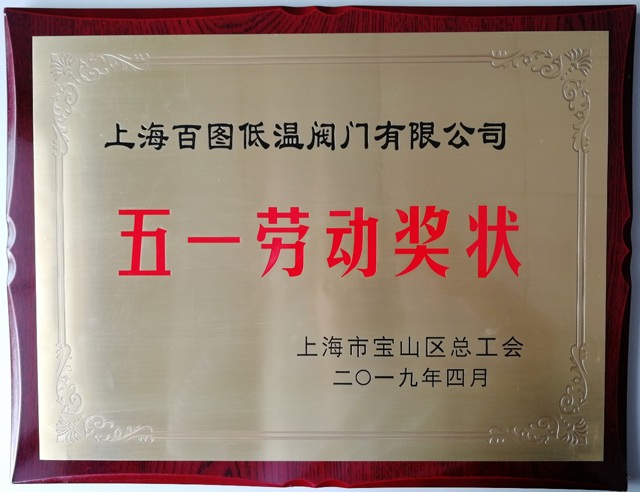 上海百图低温阀门有限公司
五一劳动奖状
上海市宝山区总工会
二〇一九年四月